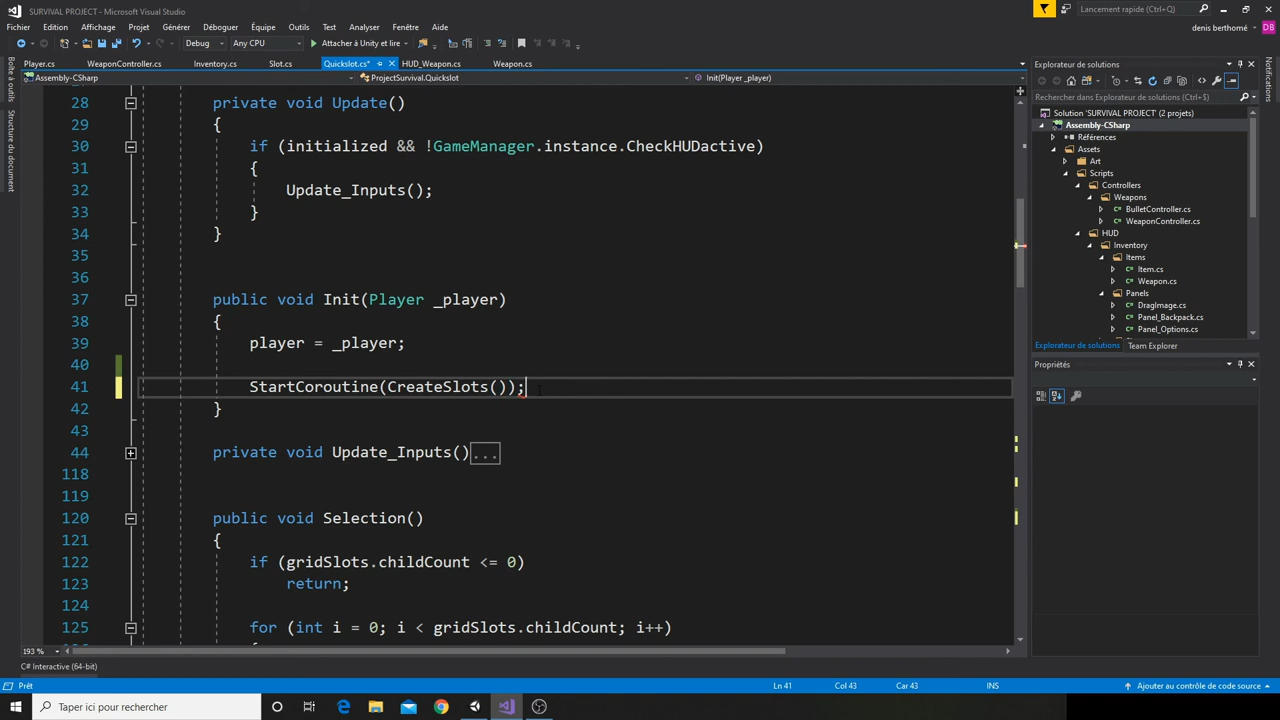 SURVIVAL PROJECT - Microsoft Visual Studio
Lancement rapide (Ctrl+Q)
Fichier Edition Affichage Projet Générer Déboguer Équipe Outils Test Analyser Fenêtre Aide
denis berthomé DB
Debug Any CPU Attacher à Unity et lire
Player.cs WeaponController.cs Inventory.cs Slot.cs Quickslot.cs* HUD_Weapon.cs Weapon.cs
Assembly-CSharp ProjectSurvival.Quickslot Init(Player _player)
Boîte à outils
Structure du document
28 private void Update()
29 {
30 if (initialized && !GameManager.instance.CheckHUDactive)
31 {
32 Update_Inputs();
33 }
34 }
35
36
37 public void Init(Player _player)
38 {
39 player = _player;
40
41 StartCoroutine(CreateSlots());
42 }
43
44 private void Update_Inputs()...
118
119
120 public void Selection()
121 {
122 if (gridSlots.childCount <= 0)
123 return;
124
125 for (int i = 0; i < gridSlots.childCount; i++)
193 %
C# Interactive (64-bit)
Explorateur de solutions
Rechercher dans Explorateur de solutions (Ctrl+$)
Solution 'SURVIVAL PROJECT' (2 projets)
Assembly-CSharp
Références
Assets
Art
Scripts
Controllers
Weapons
BulletController.cs
WeaponController.cs
HUD
Inventory
Items
Item.cs
Weapon.cs
Panels
DragImage.cs
Panel_Backpack.cs
Panel_Options.cs
Explorateur de solutions Team Explorer
Propriétés
Notifications
Prêt Ln 41 Col 43 Car 43 INS Ajouter au contrôle de code source
Taper ici pour rechercher